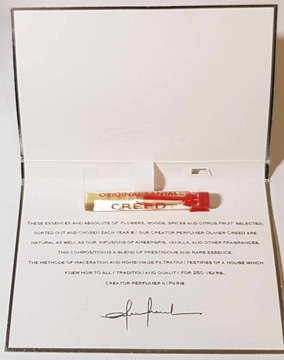 ORIGINAL SANTAL
CREED
THESE ESSENCES AND ABSOLUTE OF FLOWERS, WOODS, SPICES AND CITRUS FRUIT SELECTED,
SORTED OUT AND CHOSEN EACH YEAR BY OUR CREATOR PERFUMER OLIVIER CREED ARE
NATURAL AS WELL AS OUR INFUSIONS OF AMBERGRIS, VANILLA, AND OTHER FRAGRANCES.
THIS COMPOSITION IS A BLEND OF PRESTIGIOUS AND RARE ESSENCE.
THE METHODE OF MACERATION AND HOME-MADE FILTRATION TESTIFIES OF A HOUSE WHICH
KNEW HOW TO ALLY TRADITION AND QUALITY FOR 250 YEARS.
CREATOR PERFUMER IN PARIS